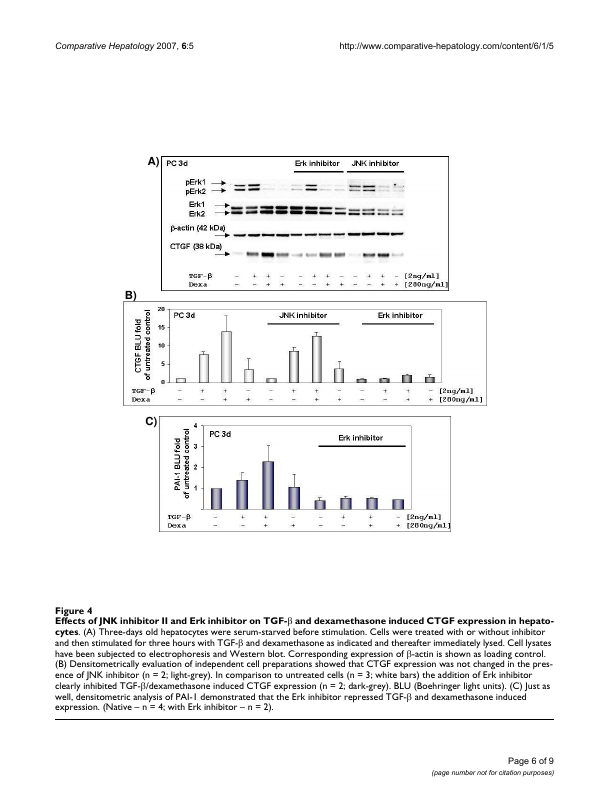 Comparative Hepatology 2007, 6:5
http://www.comparative-hepatology.com/content/6/1/5
A) PC 3d Erk inhibitor JNK inhibitor
pErk1
pErk2
Erk1
Erk2
β-actin (42 kDa)
CTGF (38 kDa)
TGF-β – + + – – + + – – + + – [2ng/ml]
Dexa – – + + – – + + – – + + [280ng/ml]
B)
PC 3d JNK inhibitor Erk inhibitor
CTGF BLU fold
of untreated control
20
15
10
5
0
TGF-β – + + – – + + – – + + – [2ng/ml]
Dexa – – + + – – + + – – + + [280ng/ml]
C)
PC 3d Erk inhibitor
PAI-1 BLU fold
of untreated control
4
3
2
1
TGF-β – + + – – + + – [2ng/ml]
Dexa – – + + – – + + [280ng/ml]
Figure 4
Effects of JNK inhibitor II and Erk inhibitor on TGF-β and dexamethasone induced CTGF expression in hepato-
cytes. (A) Three-days old hepatocytes were serum-starved before stimulation. Cells were treated with or without inhibitor
and then stimulated for three hours with TGF-β and dexamethasone as indicated and thereafter immediately lysed. Cell lysates
have been subjected to electrophoresis and Western blot. Corresponding expression of β-actin is shown as loading control.
(B) Densitometrically evaluation of independent cell preparations showed that CTGF expression was not changed in the pres-
ence of JNK inhibitor (n = 2; light-grey). In comparison to untreated cells (n = 3; white bars) the addition of Erk inhibitor
clearly inhibited TGF-β/dexamethasone induced CTGF expression (n = 2; dark-grey). BLU (Boehringer light units). (C) Just as
well, densitometric analysis of PAI-1 demonstrated that the Erk inhibitor repressed TGF-β and dexamethasone induced
expression. (Native – n = 4; with Erk inhibitor – n = 2).
Page 6 of 9
(page number not for citation purposes)